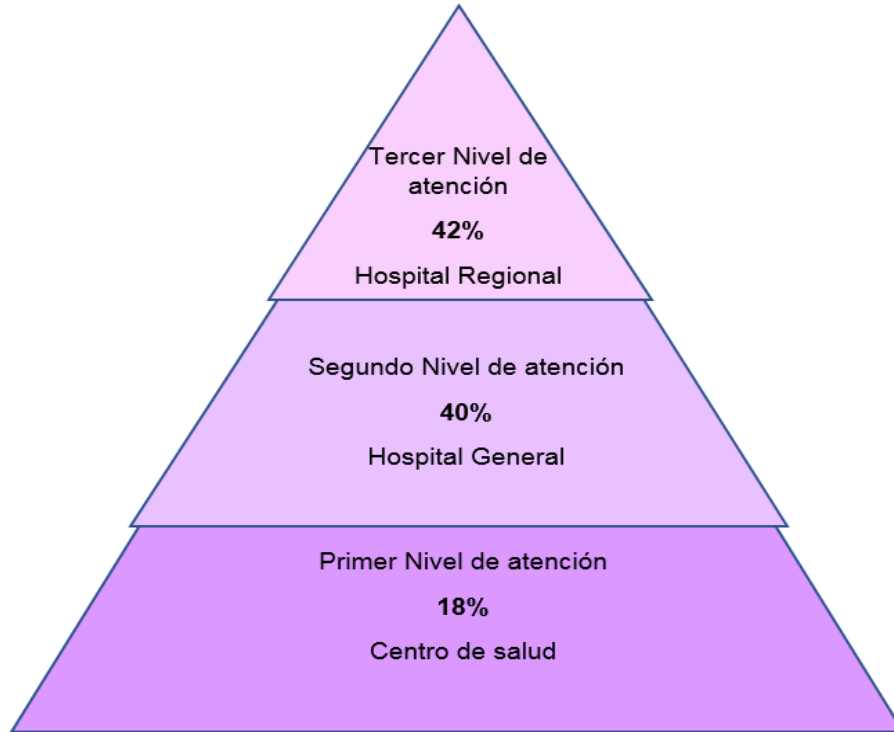 Tercer Nivel de
atención
42%
Hospital Regional
Segundo Nivel de atención
40%
Hospital General
Primer Nivel de atención
18%
Centro de salud